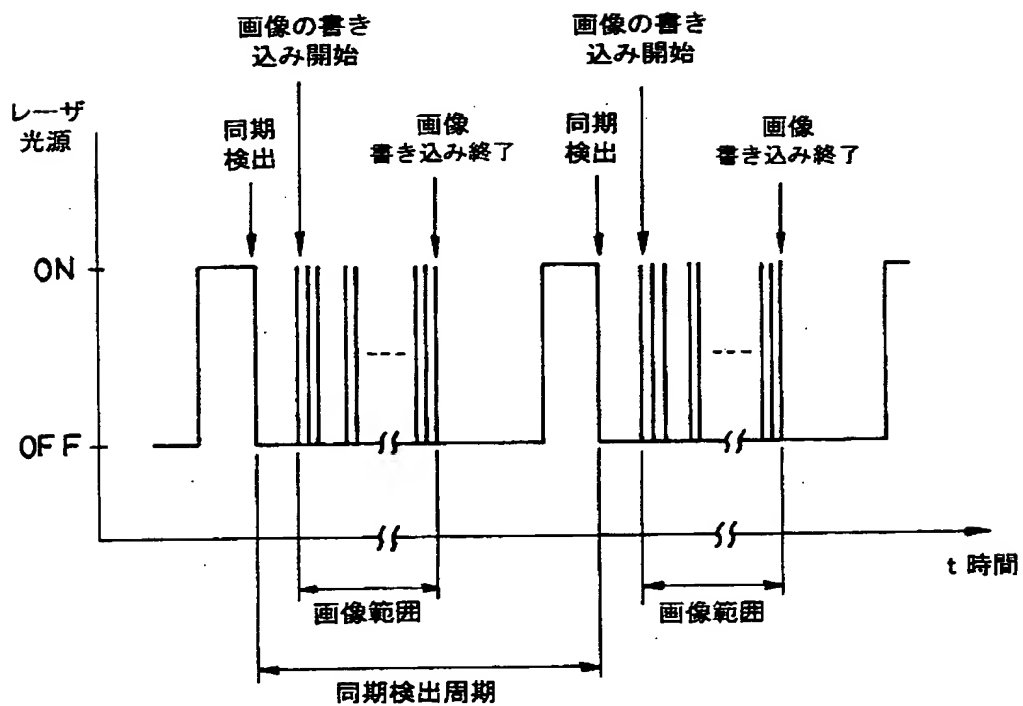 画像の書き
込み開始
画像の書き
込み開始
レーザ
光源
同期
検出
画像
書き込み終了
同期
検出
画像
書き込み終了
ON
OFF
t 時間
画像範囲
画像範囲
同期検出周期